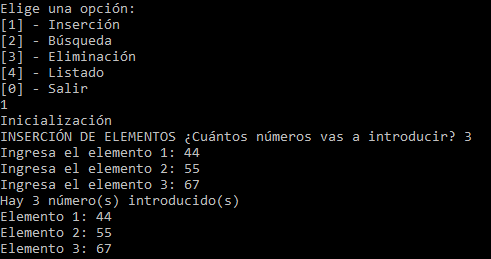 Elige una opción:
[1] - Inserción
[2] - Búsqueda
[3] - Eliminación
[4] - Listado
[0] - Salir
1
Inicialización
INSERCIÓN DE ELEMENTOS ¿Cuántos números vas a introducir? 3
Ingresa el elemento 1: 44
Ingresa el elemento 2: 55
Ingresa el elemento 3: 67
Hay 3 número(s) introducido(s)
Elemento 1: 44
Elemento 2: 55
Elemento 3: 67